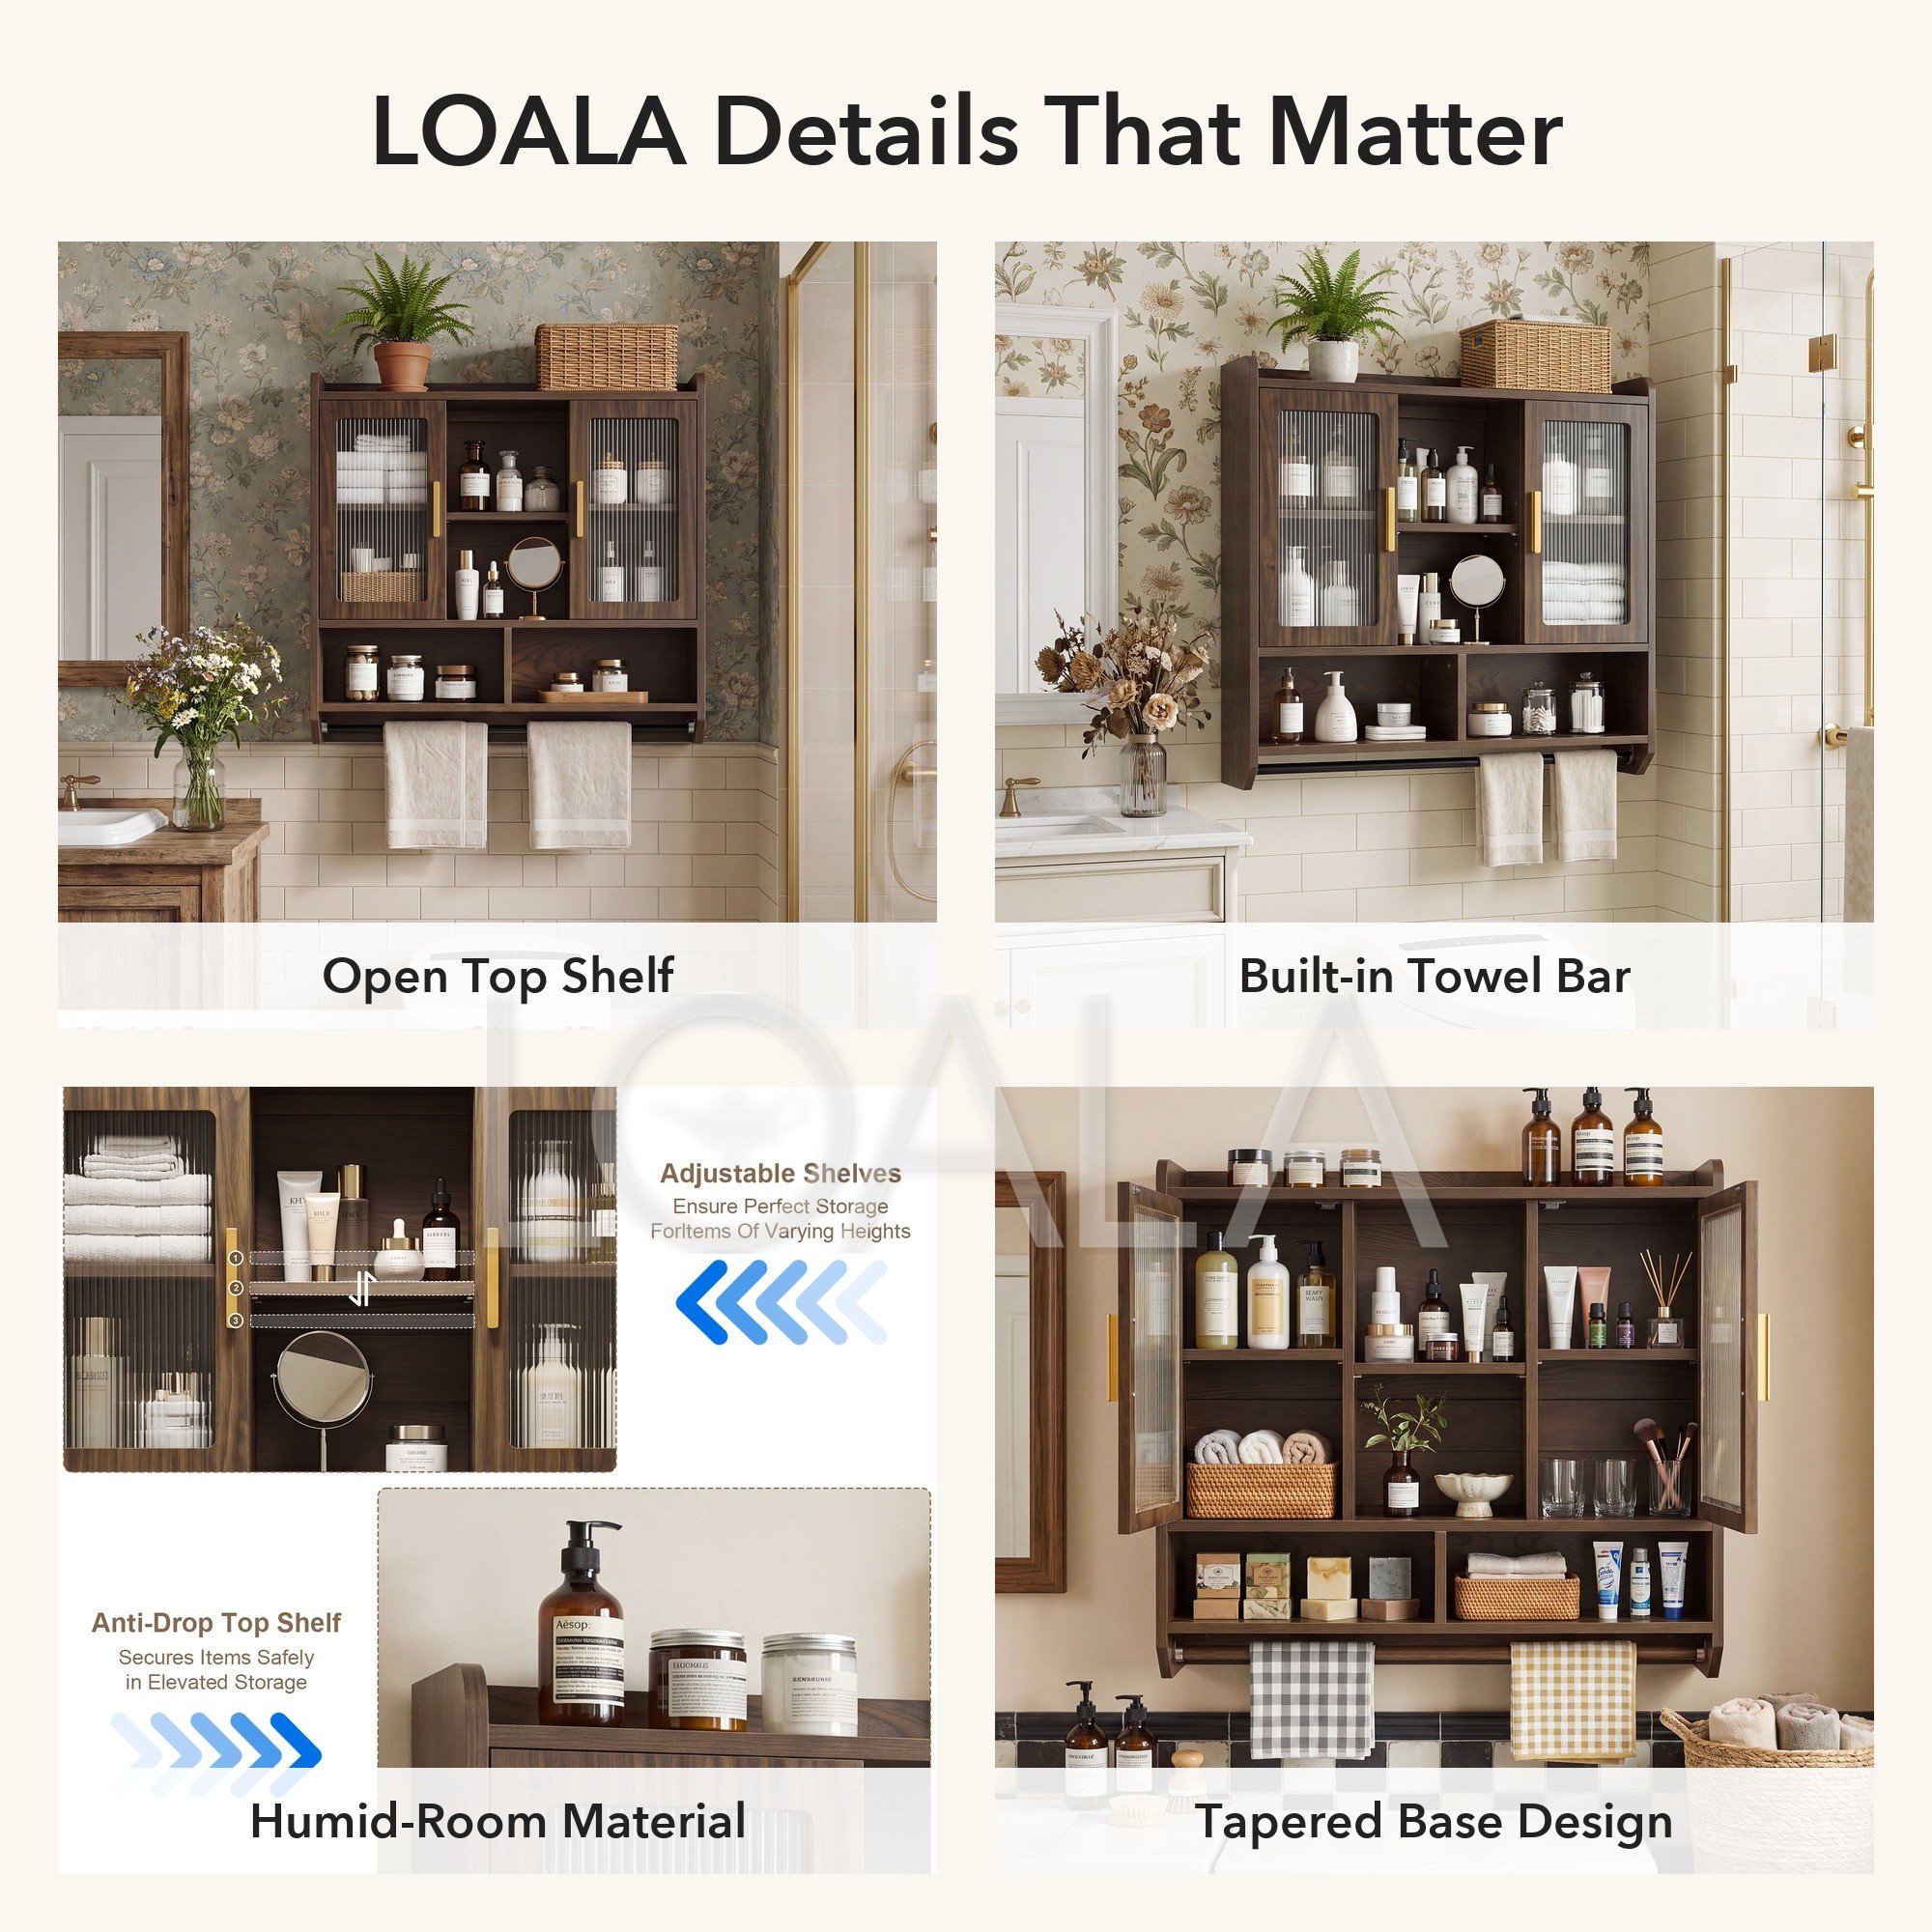 LOALA Details That Matter
Open Top Shelf
Built-in Towel Bar
LOALA
Adjustable Shelves
Ensure Perfect Storage
ForItems Of Varying Heights
1
2
3
Anti-Drop Top Shelf
Secures Items Safely
in Elevated Storage
Aēsop.
Humid-Room Material
Tapered Base Design